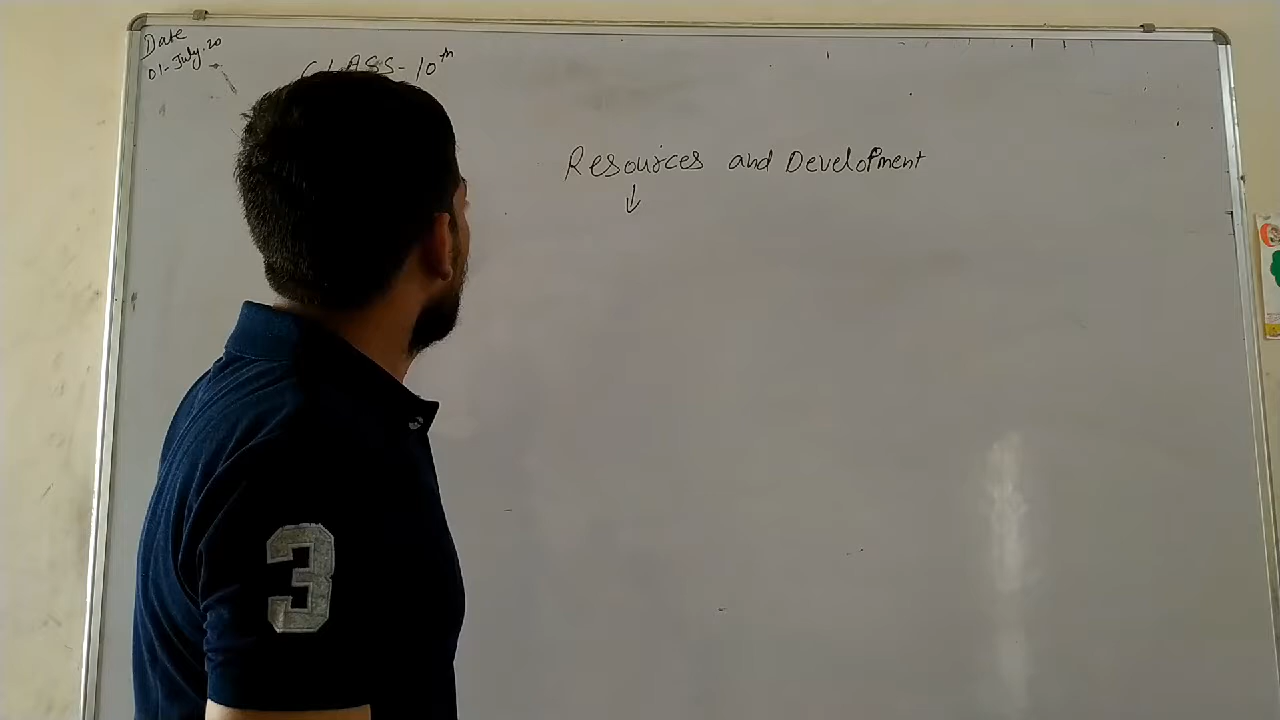 Date
01-July.20
CLASS-10th
Resources and Development
3